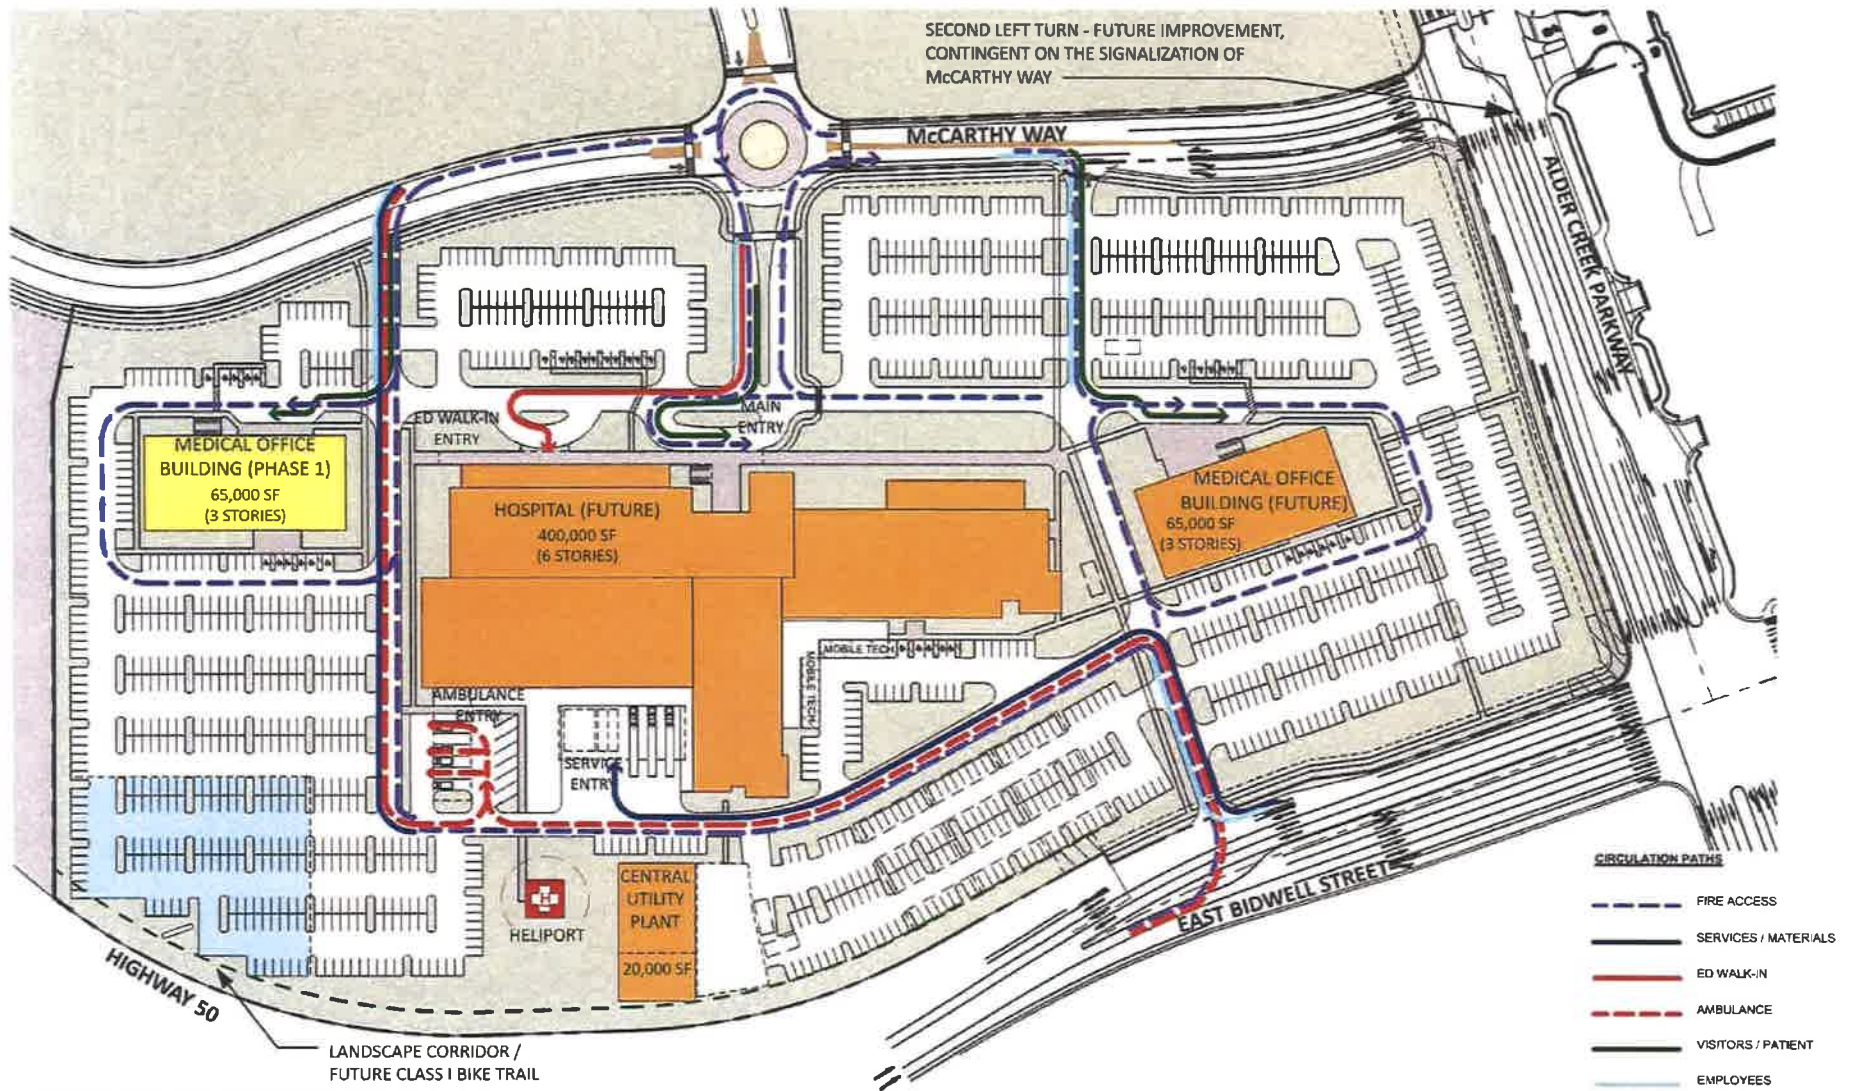 SECOND LEFT TURN - FUTURE IMPROVEMENT,
CONTINGENT ON THE SIGNALIZATION OF
McCARTHY WAY
McCARTHY WAY
ALDER CREEK PARKWAY
ED WALK-IN
ENTRY
MAIN
ENTRY
MEDICAL OFFICE
BUILDING (PHASE 1)
65,000 SF
(3 STORIES)
HOSPITAL (FUTURE)
400,000 SF
(6 STORIES)
MEDICAL OFFICE
BUILDING (FUTURE)
65,000 SF
(3 STORIES)
MOBILE TECH
MOBILE TECH
AMBULANCE
ENTRY
SERVICE
ENTRY
H
HELIPORT
CENTRAL
UTILITY
PLANT
20,000 SF
EAST BIDWELL STREET
HIGHWAY 50
LANDSCAPE CORRIDOR /
FUTURE CLASS I BIKE TRAIL
CIRCULATION PATHS
FIRE ACCESS
SERVICES / MATERIALS
ED WALK-IN
AMBULANCE
VISITORS / PATIENT
EMPLOYEES